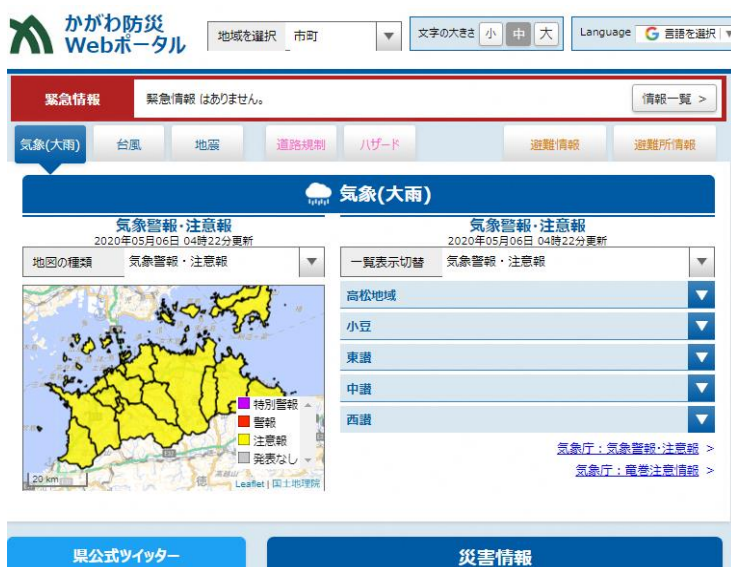 かがわ防災
Webポータル
地域を選択 市町
文字の大きさ 小 中 大
Language 言語を選択
緊急情報 緊急情報 はありません。 情報一覧 >
気象(大雨) 台風 地震 道路規制 ハザード 避難情報 避難所情報
気象(大雨)
気象警報・注意報
2020年05月06日 04時22分更新
地図の種類 気象警報・注意報
特別警報
警報
注意報
発表なし
20 km
徳
Leaflet | 国土地理院
気象警報・注意報
2020年05月06日 04時22分更新
一覧表示切替 気象警報・注意報
高松地域
小豆
東讃
中讃
西讃
気象庁：気象警報・注意報 >
気象庁：竜巻注意情報 >
県公式ツイッター
災害情報